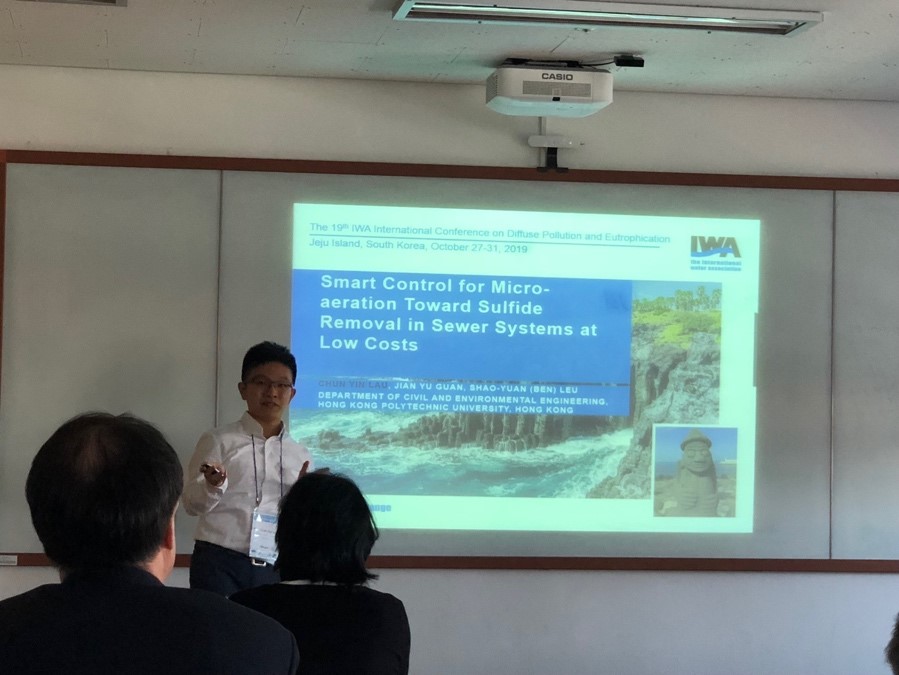 CASIO
The 19th IWA International Conference on Diffuse Pollution and Eutrophication
Jeju Island, South Korea, October 27-31, 2019
IWA
the international
water association
Smart Control for Micro-
aeration Toward Sulfide
Removal in Sewer Systems at
Low Costs
CHUN YIN LAU, JIAN YU GUAN, SHAO-YUAN (BEN) LEU
DEPARTMENT OF CIVIL AND ENVIRONMENTAL ENGINEERING,
HONG KONG POLYTECHNIC UNIVERSITY, HONG KONG